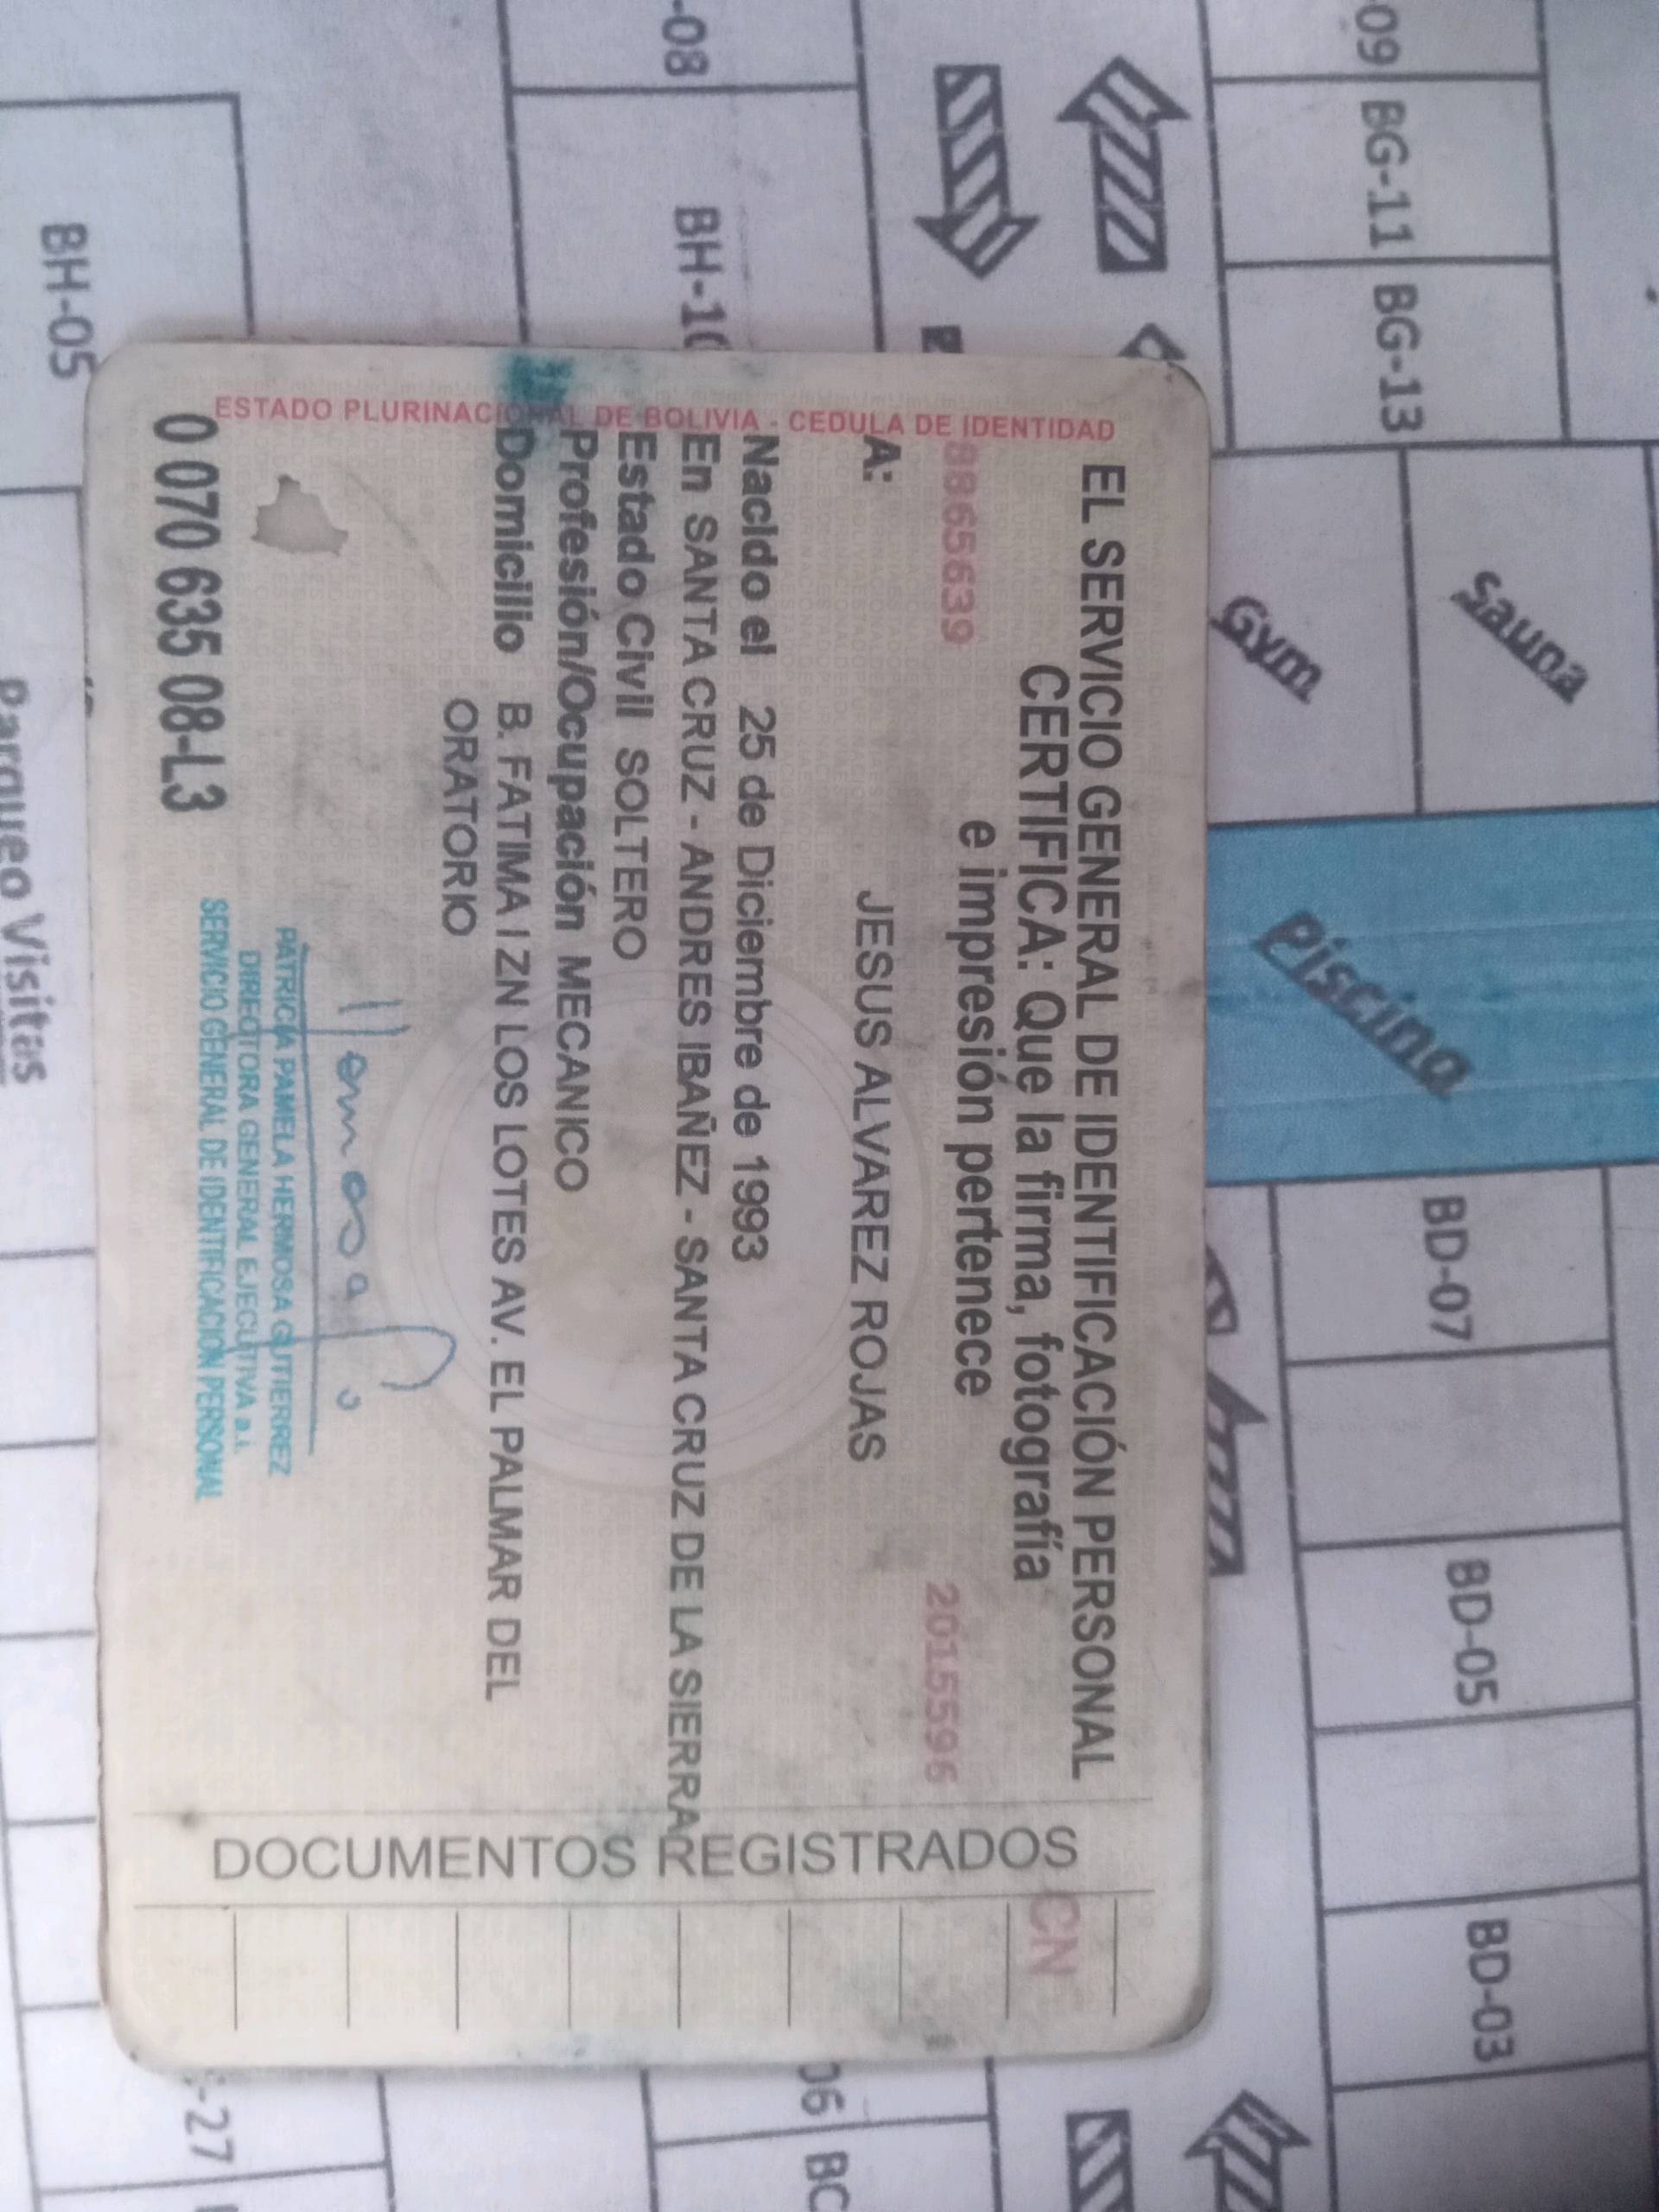 ESTADO PLURINACIONAL DE BOLIVIA - CEDULA DE IDENTIDAD
EL SERVICIO GENERAL DE IDENTIFICACIÓN PERSONAL
CERTIFICA: Que la firma, fotografía
e impresión pertenece
8865639
2015595
A: JESUS ALVAREZ ROJAS
Nacido el 25 de Diciembre de 1993
En SANTA CRUZ - ANDRES IBAÑEZ - SANTA CRUZ DE LA SIERRA
Estado Civil SOLTERO
Profesión/Ocupación MECANICO
Domicilio B. FATIMA I ZN LOS LOTES AV. EL PALMAR DEL
ORATORIO
0 070 635 08-L3
PATRICIA PAMELA HERMOSA GUTIERREZ
DIRECTORA GENERAL EJECUTIVA a.i.
SERVICIO GENERAL DE IDENTIFICACION PERSONAL
DOCUMENTOS REGISTRADOS
CN
-09
BG-11
BG-13
Sauna
Gym
Piscina
BD-07
BD-05
BD-03
-08
BH-10
BH-05
Parqueo Visitas
06
BC
-27